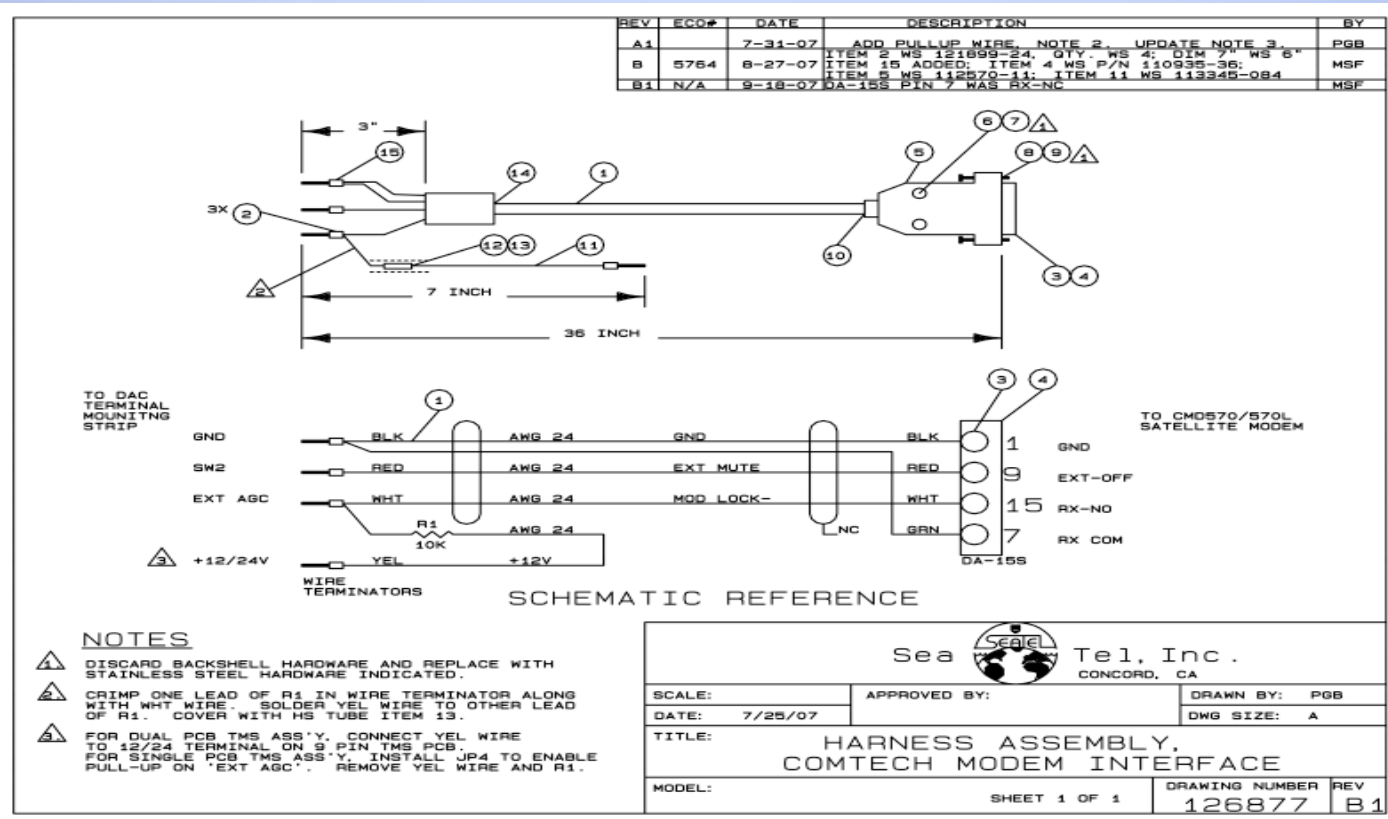 REV ECO# DATE DESCRIPTION BY
A1 7-31-07 ADD PULLUP WIRE, NOTE 2. UPDATE NOTE 3. PGB
B 5764 8-27-07 ITEM 2 WS 121899-24, QTY. WS 4; DIM 7" WS 6"
ITEM 15 ADDED; ITEM 4 WS P/N 110935-36;
ITEM 5 WS 112570-11; ITEM 11 WS 113345-084 MSF
B1 N/A 9-18-07 DA-15S PIN 7 WAS RX-NC MSF
3"
6 7 1
15
5
8 9 1
14
1
3X 2
12 13
11
10
3 4
2
7 INCH
36 INCH
TO DAC
TERMINAL
MOUNITNG
STRIP
1
3 4
TO CMD570/570L
SATELLITE MODEM
GND BLK AWG 24 GND BLK 1 GND
SW2 RED AWG 24 EXT MUTE RED 9 EXT-OFF
EXT AGC WHT AWG 24 MOD LOCK- WHT 15 RX-NO
R1 AWG 24 NC GRN 7 RX COM
10K
3 +12/24V YEL +12V DA-15S
WIRE
TERMINATORS
SCHEMATIC REFERENCE
NOTES
1 DISCARD BACKSHELL HARDWARE AND REPLACE WITH
STAINLESS STEEL HARDWARE INDICATED.
2 CRIMP ONE LEAD OF R1 IN WIRE TERMINATOR ALONG
WITH WHT WIRE. SOLDER YEL WIRE TO OTHER LEAD
OF R1. COVER WITH HS TUBE ITEM 13.
3 FOR DUAL PCB TMS ASS'Y, CONNECT YEL WIRE
TO 12/24 TERMINAL ON 9 PIN TMS PCB.
FOR SINGLE PCB TMS ASS'Y, INSTALL JP4 TO ENABLE
PULL-UP ON 'EXT AGC'. REMOVE YEL WIRE AND R1.
Sea SEATEL Tel, Inc.
CONCORD, CA
SCALE: APPROVED BY: DRAWN BY: PGB
DATE: 7/25/07 DWG SIZE: A
TITLE: HARNESS ASSEMBLY,
COMTECH MODEM INTERFACE
MODEL: SHEET 1 OF 1 DRAWING NUMBER REV
126877 B1